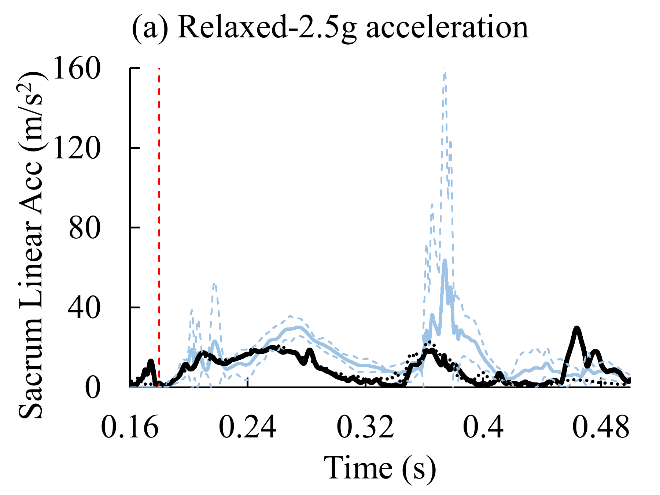 (a) Relaxed-2.5g acceleration
Sacrum Linear Acc (m/s²)
160
120
80
40
0
0.16 0.24 0.32 0.4 0.48
Time (s)